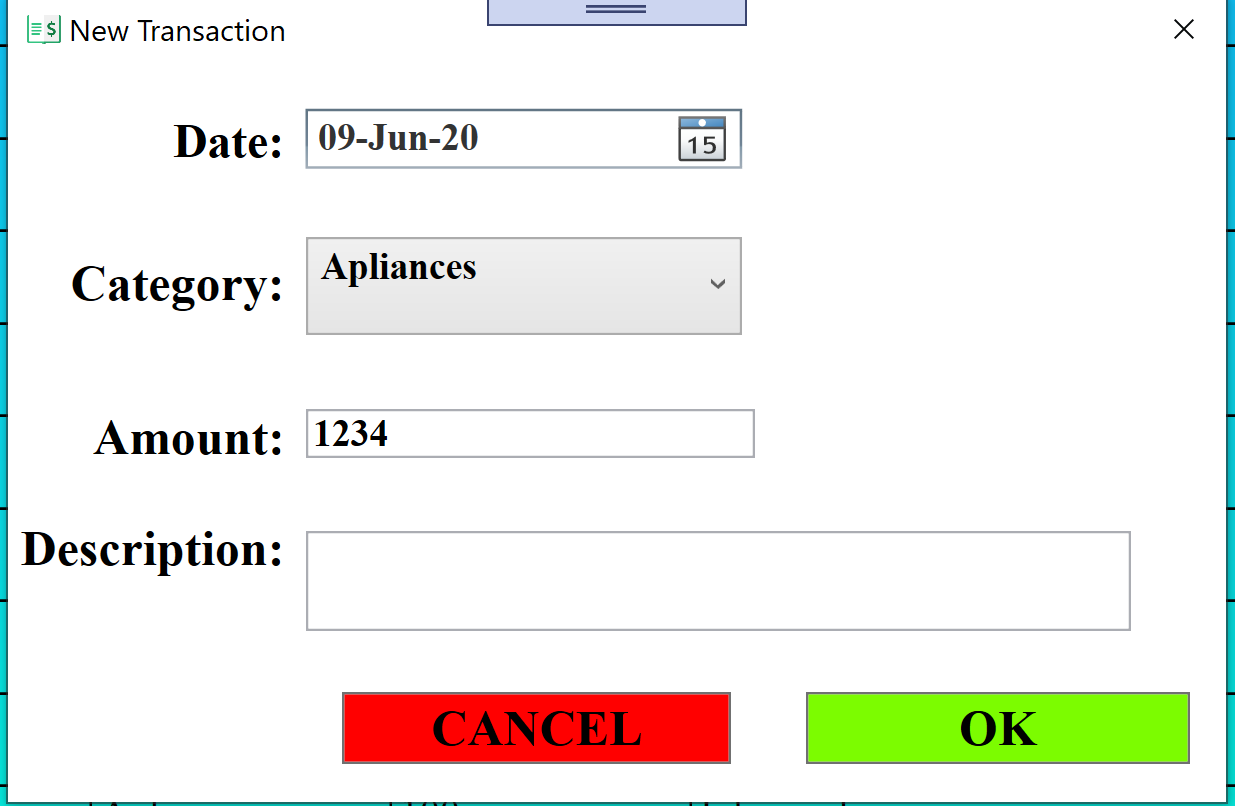 New Transaction
Date: 09-Jun-20
15
Category: Apliances
Amount: 1234
Description:
CANCEL OK